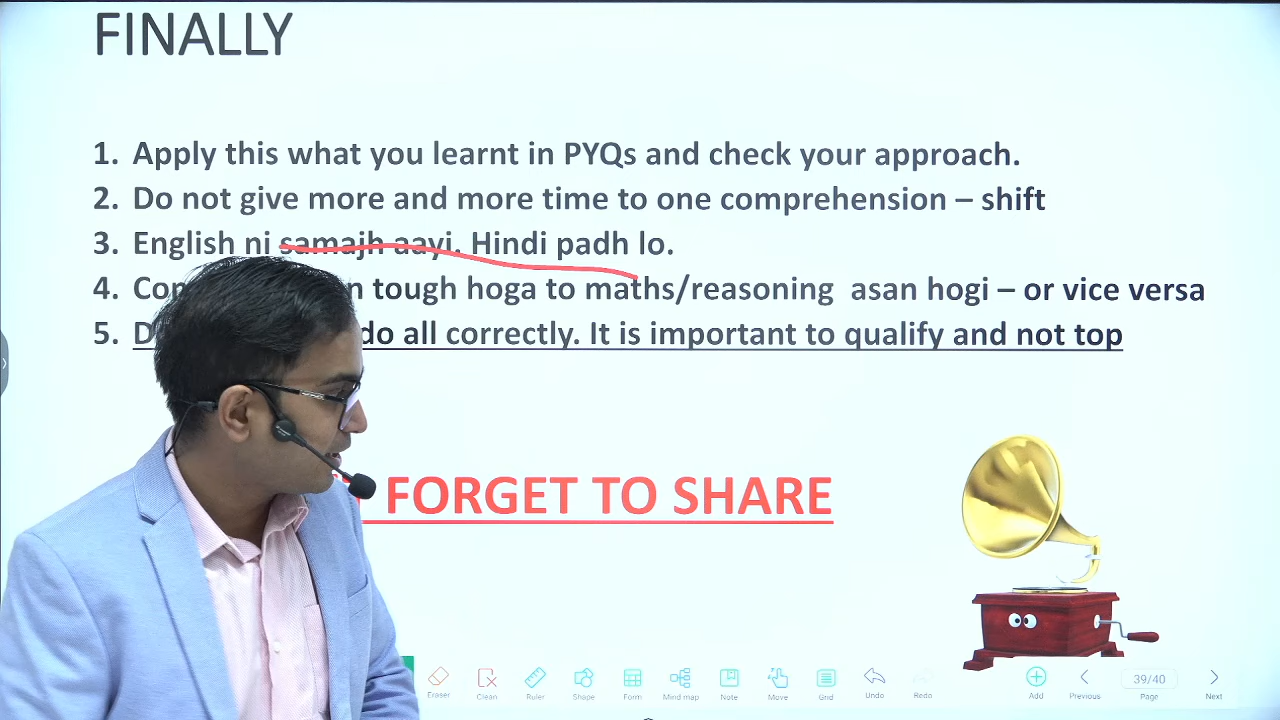 FINALLY
1. Apply this what you learnt in PYQs and check your approach.
2. Do not give more and more time to one comprehension – shift
3. English ni samajh aayi. Hindi padh lo.
4. tough hoga to maths/reasoning asan hogi – or vice versa
5. do all correctly. It is important to qualify and not top
FORGET TO SHARE
Eraser Clean Ruler Shape Form Mind map Note Move Grid Undo Redo Add Previous 39/40 Page Next